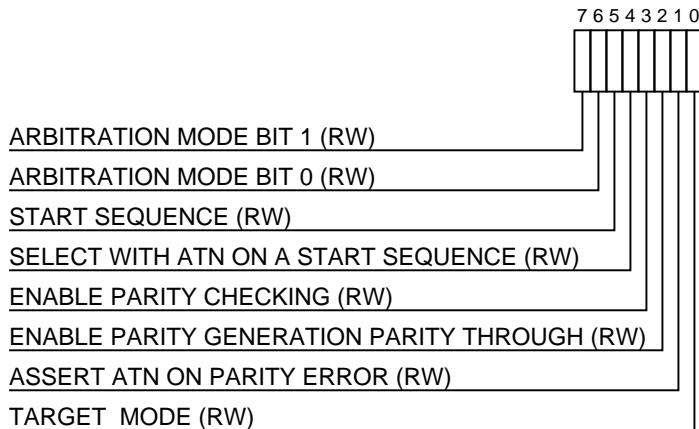 7 6 5 4 3 2 1 0
ARBITRATION MODE BIT 1 (RW)
ARBITRATION MODE BIT 0 (RW)
START SEQUENCE (RW)
SELECT WITH ATN ON A START SEQUENCE (RW)
ENABLE PARITY CHECKING (RW)
ENABLE PARITY GENERATION PARITY THROUGH (RW)
ASSERT ATN ON PARITY ERROR (RW)
TARGET MODE (RW)